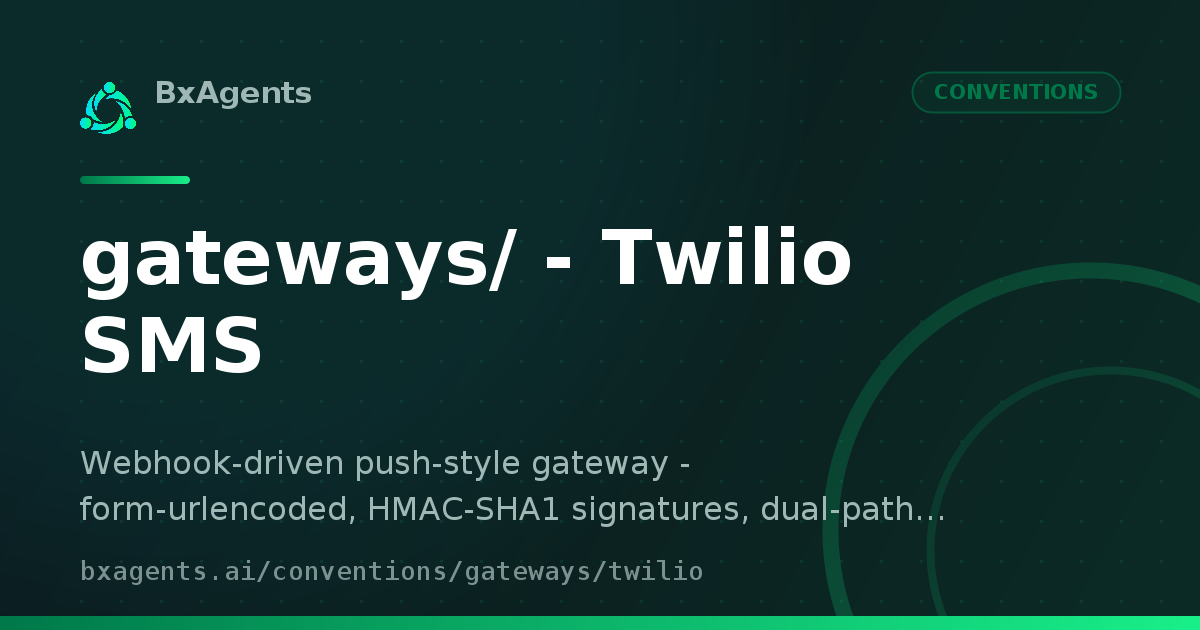 BxAgents
CONVENTIONS
gateways/ - Twilio
SMS
Webhook-driven push-style gateway -
form-urlencoded, HMAC-SHA1 signatures, dual-path…
bxagents.ai/conventions/gateways/twilio